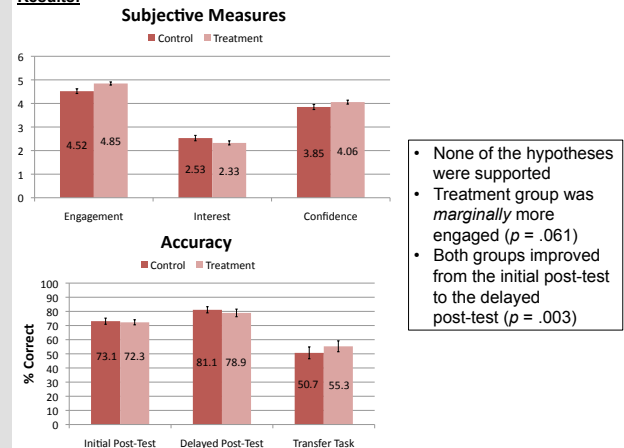 Results:
Subjective Measures
Control Treatment
6
5
4
3
2
1
0
4.52 4.85
2.53 2.33
3.85 4.06
Engagement Interest Confidence
Accuracy
Control Treatment
% Correct
100
90
80
70
60
50
40
30
20
10
0
73.1 72.3
81.1 78.9
50.7 55.3
Initial Post-Test Delayed Post-Test Transfer Task
• None of the hypotheses
were supported
• Treatment group was
marginally more
engaged (p = .061)
• Both groups improved
from the initial post-test
to the delayed
post-test (p = .003)